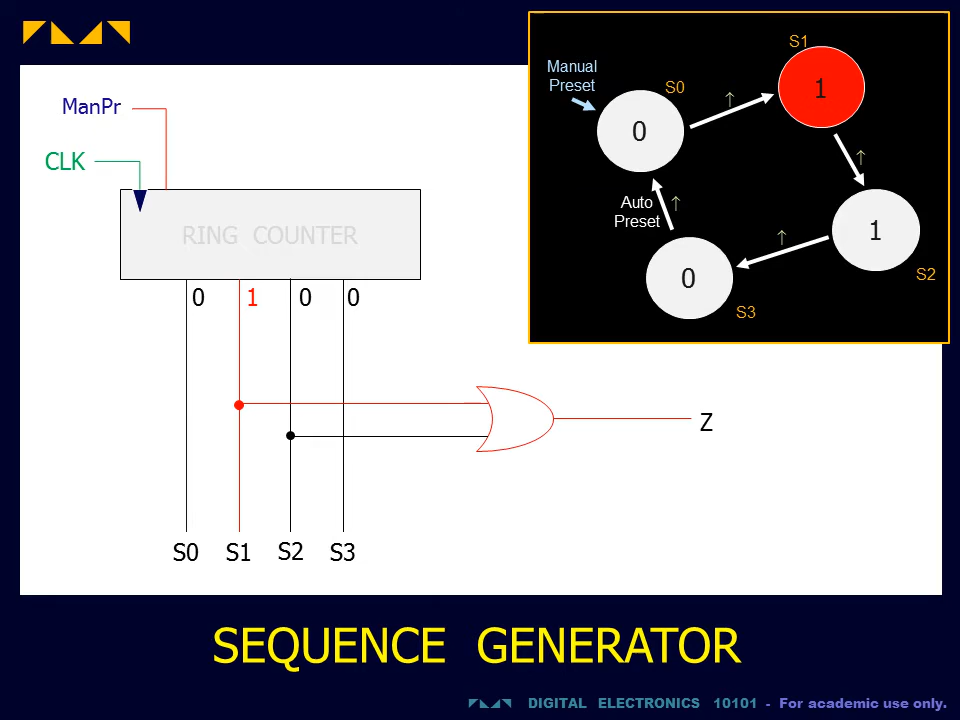 S1
Manual
Preset
S0
↑
1
0
↑
Auto
Preset
↑
1
↑
0
S2
S3
ManPr
CLK
RING COUNTER
0 1 0 0
Z
S0 S1 S2 S3
SEQUENCE GENERATOR
DIGITAL ELECTRONICS 10101 - For academic use only.